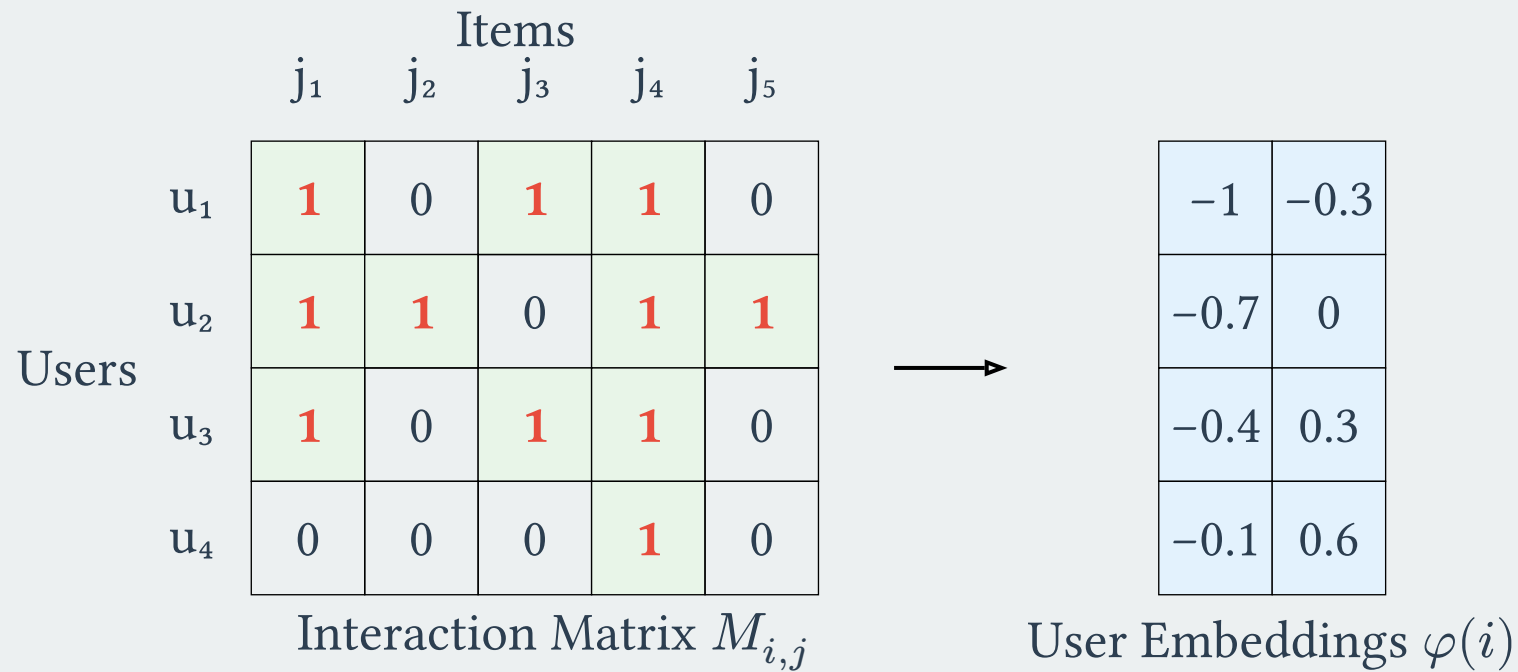 Items
j₁ j₂ j₃ j₄ j₅
u₁ 1 0 1 1 0 −1 −0.3
u₂ 1 1 0 1 1 −0.7 0
Users
u₃ 1 0 1 1 0 −0.4 0.3
u₄ 0 0 0 1 0 −0.1 0.6
Interaction Matrix M_{i,j} User Embeddings φ(i)